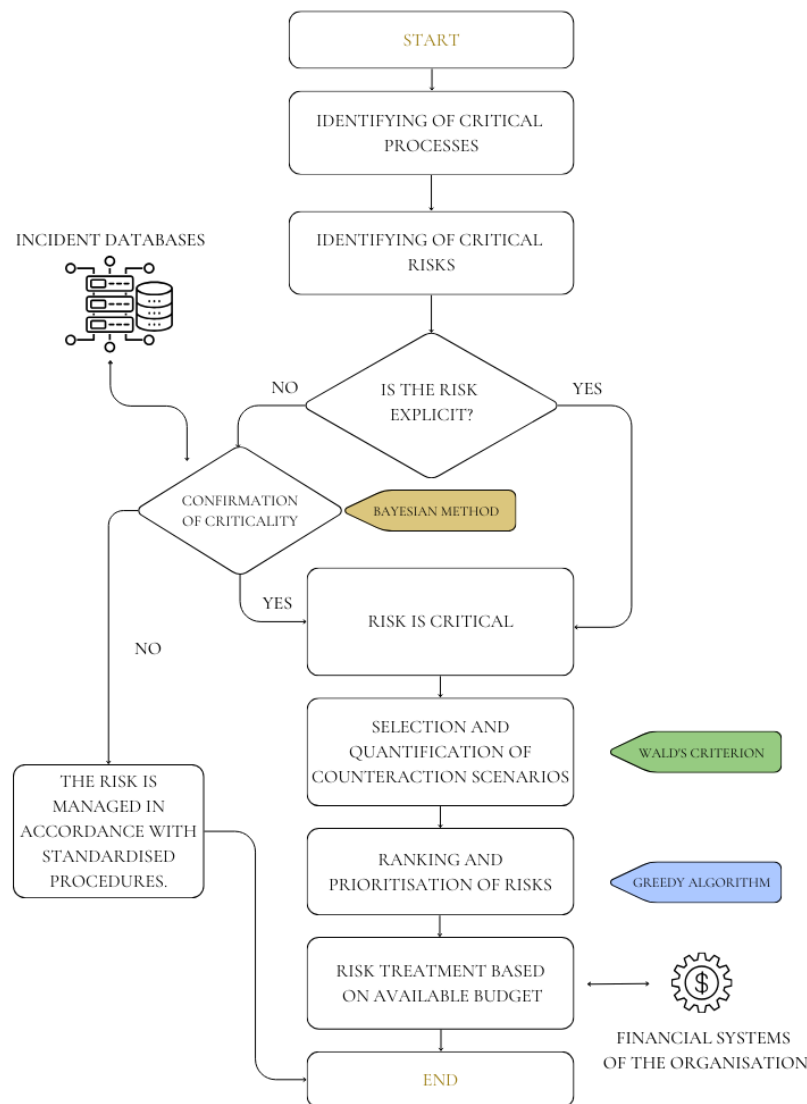 START
IDENTIFYING OF CRITICAL
PROCESSES
INCIDENT DATABASES
IDENTIFYING OF CRITICAL
RISKS
NO
IS THE RISK
EXPLICIT?
YES
CONFIRMATION
OF CRITICALITY
BAYESIAN METHOD
YES
RISK IS CRITICAL
NO
SELECTION AND
QUANTIFICATION OF
COUNTERACTION SCENARIOS
WALD'S CRITERION
THE RISK IS
MANAGED IN
ACCORDANCE WITH
STANDARDISED
PROCEDURES.
RANKING AND
PRIORITISATION OF RISKS
GREEDY ALGORITHM
RISK TREATMENT BASED
ON AVAILABLE BUDGET
$
FINANCIAL SYSTEMS
OF THE ORGANISATION
END